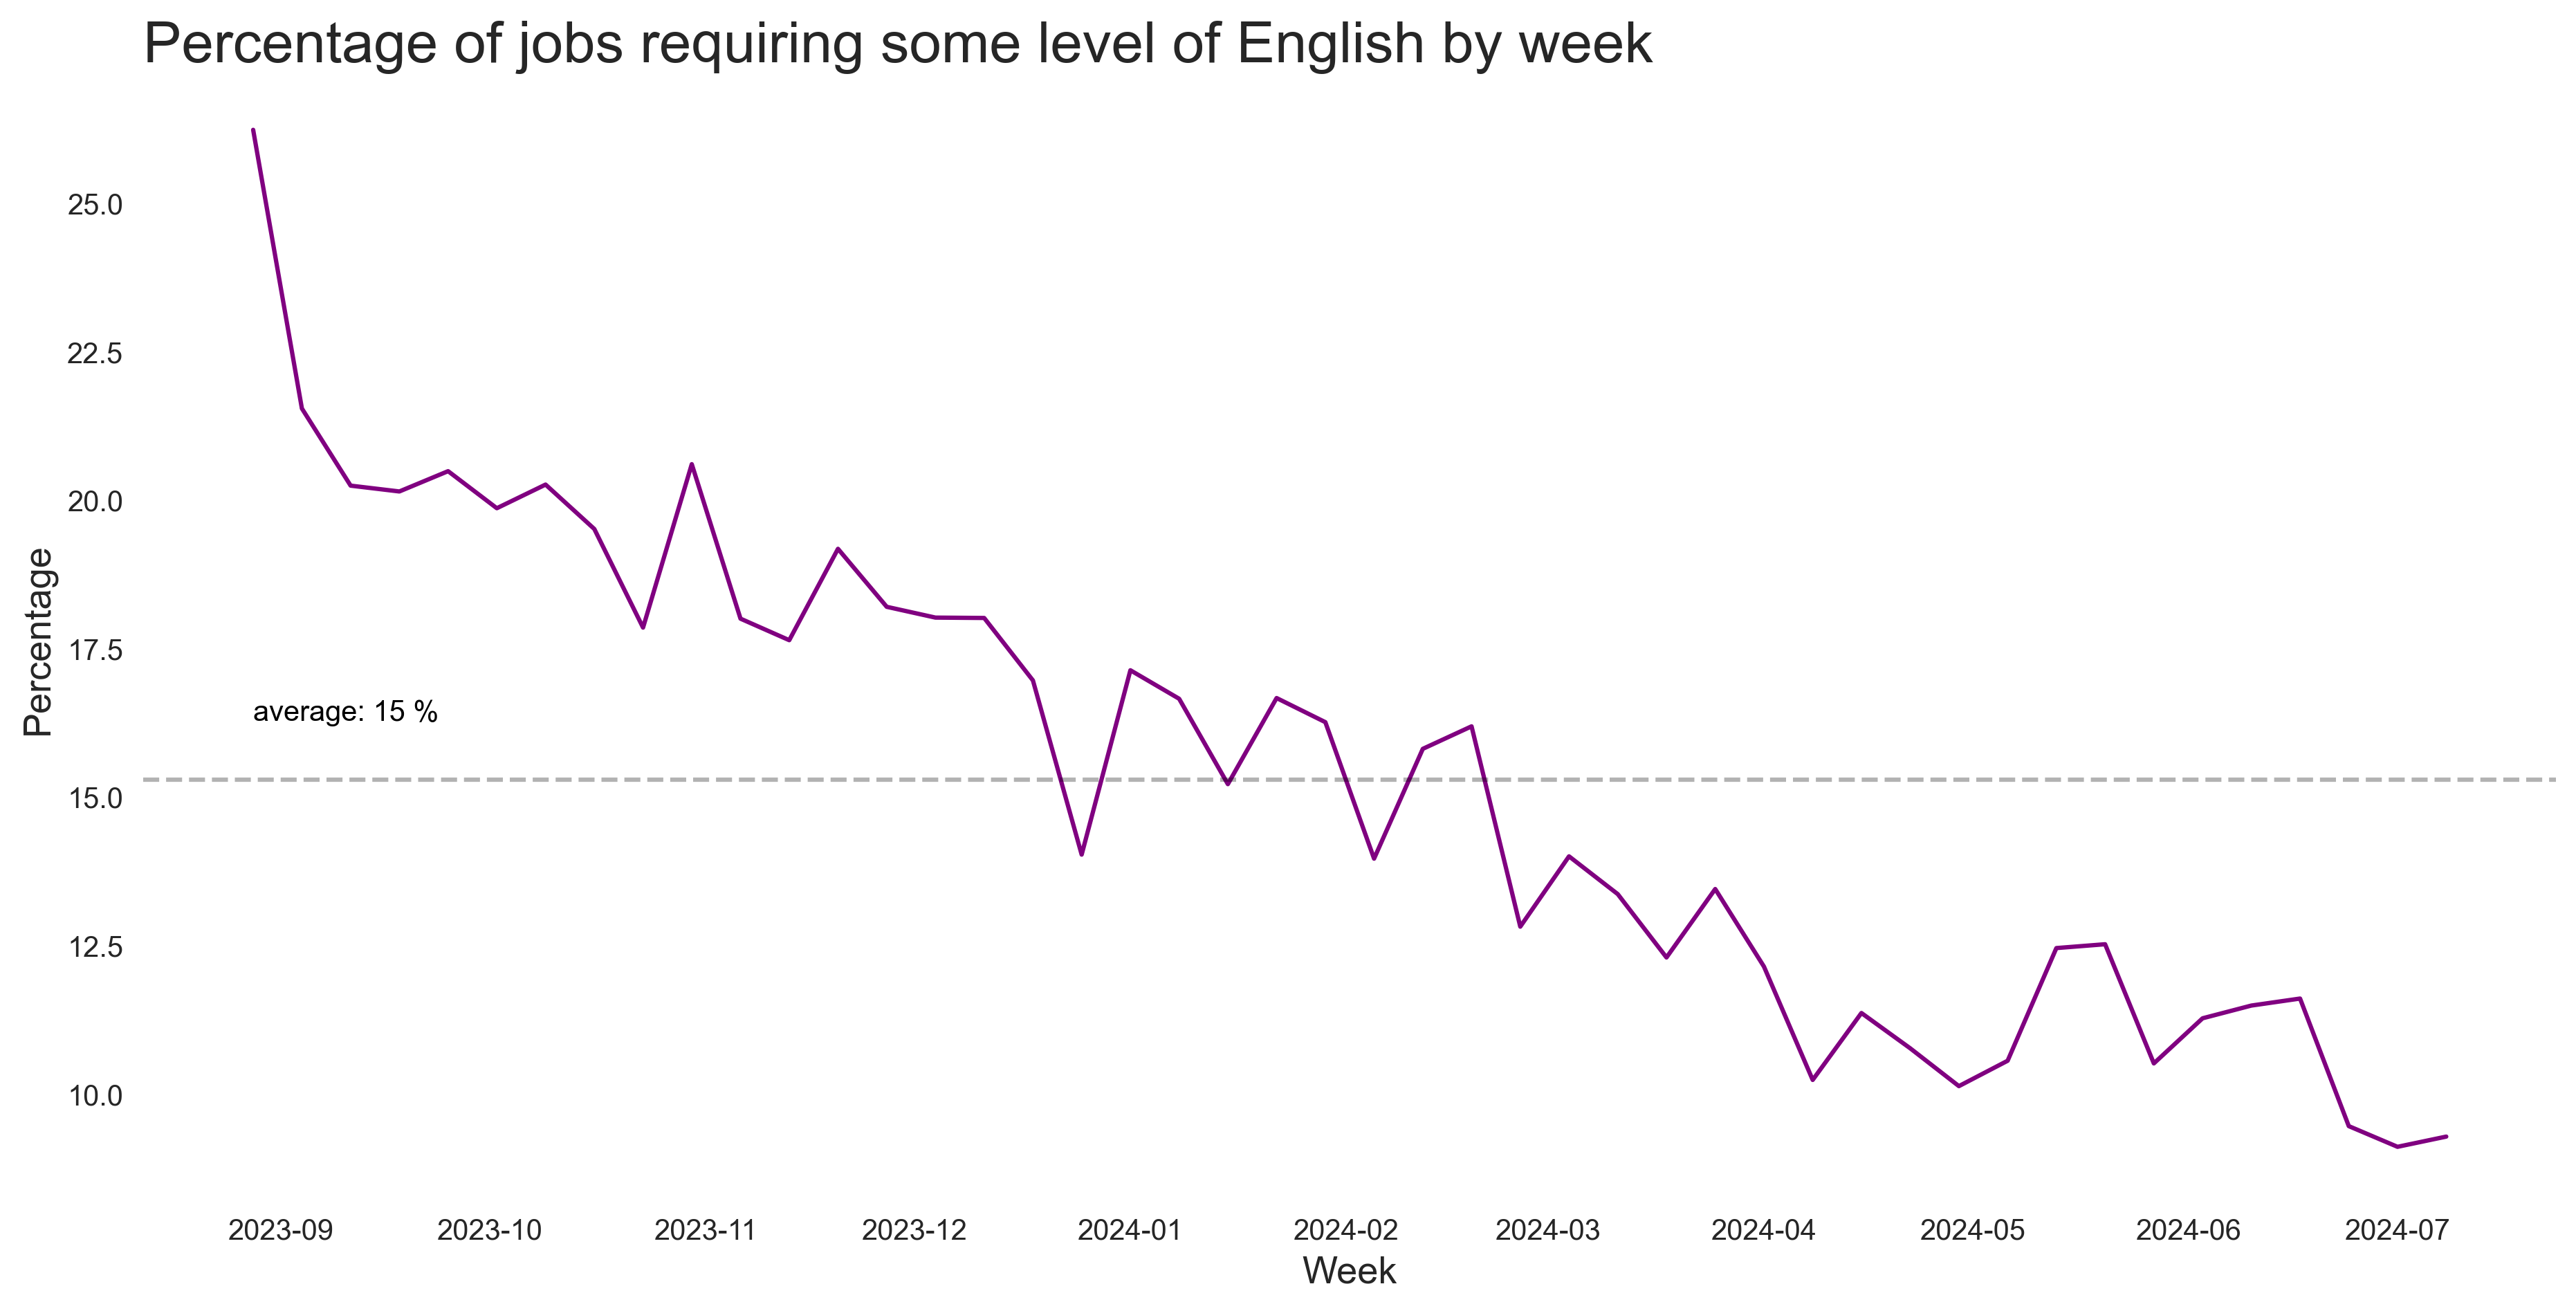 Percentage of jobs requiring some level of English by week
25.0
22.5
20.0
17.5
15.0
12.5
10.0
Percentage
average: 15 %
2023-09 2023-10 2023-11 2023-12 2024-01 2024-02 2024-03 2024-04 2024-05 2024-06 2024-07
Week